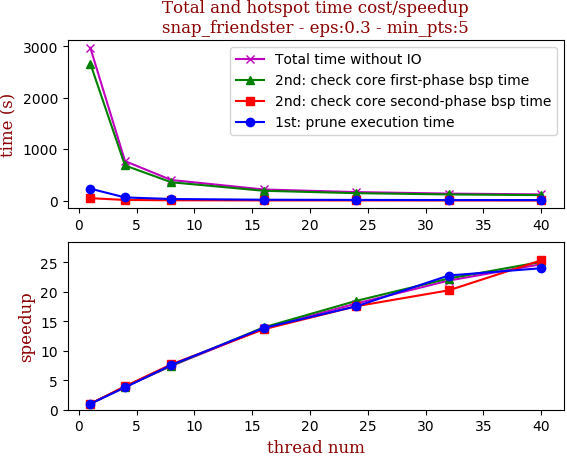 Total and hotspot time cost/speedup
snap_friendster - eps:0.3 - min_pts:5
time (s)
3000
2000
1000
0
Total time without IO
2nd: check core first-phase bsp time
2nd: check core second-phase bsp time
1st: prune execution time
0 5 10 15 20 25 30 35 40
speedup
25
20
15
10
5
0
0 5 10 15 20 25 30 35 40
thread num